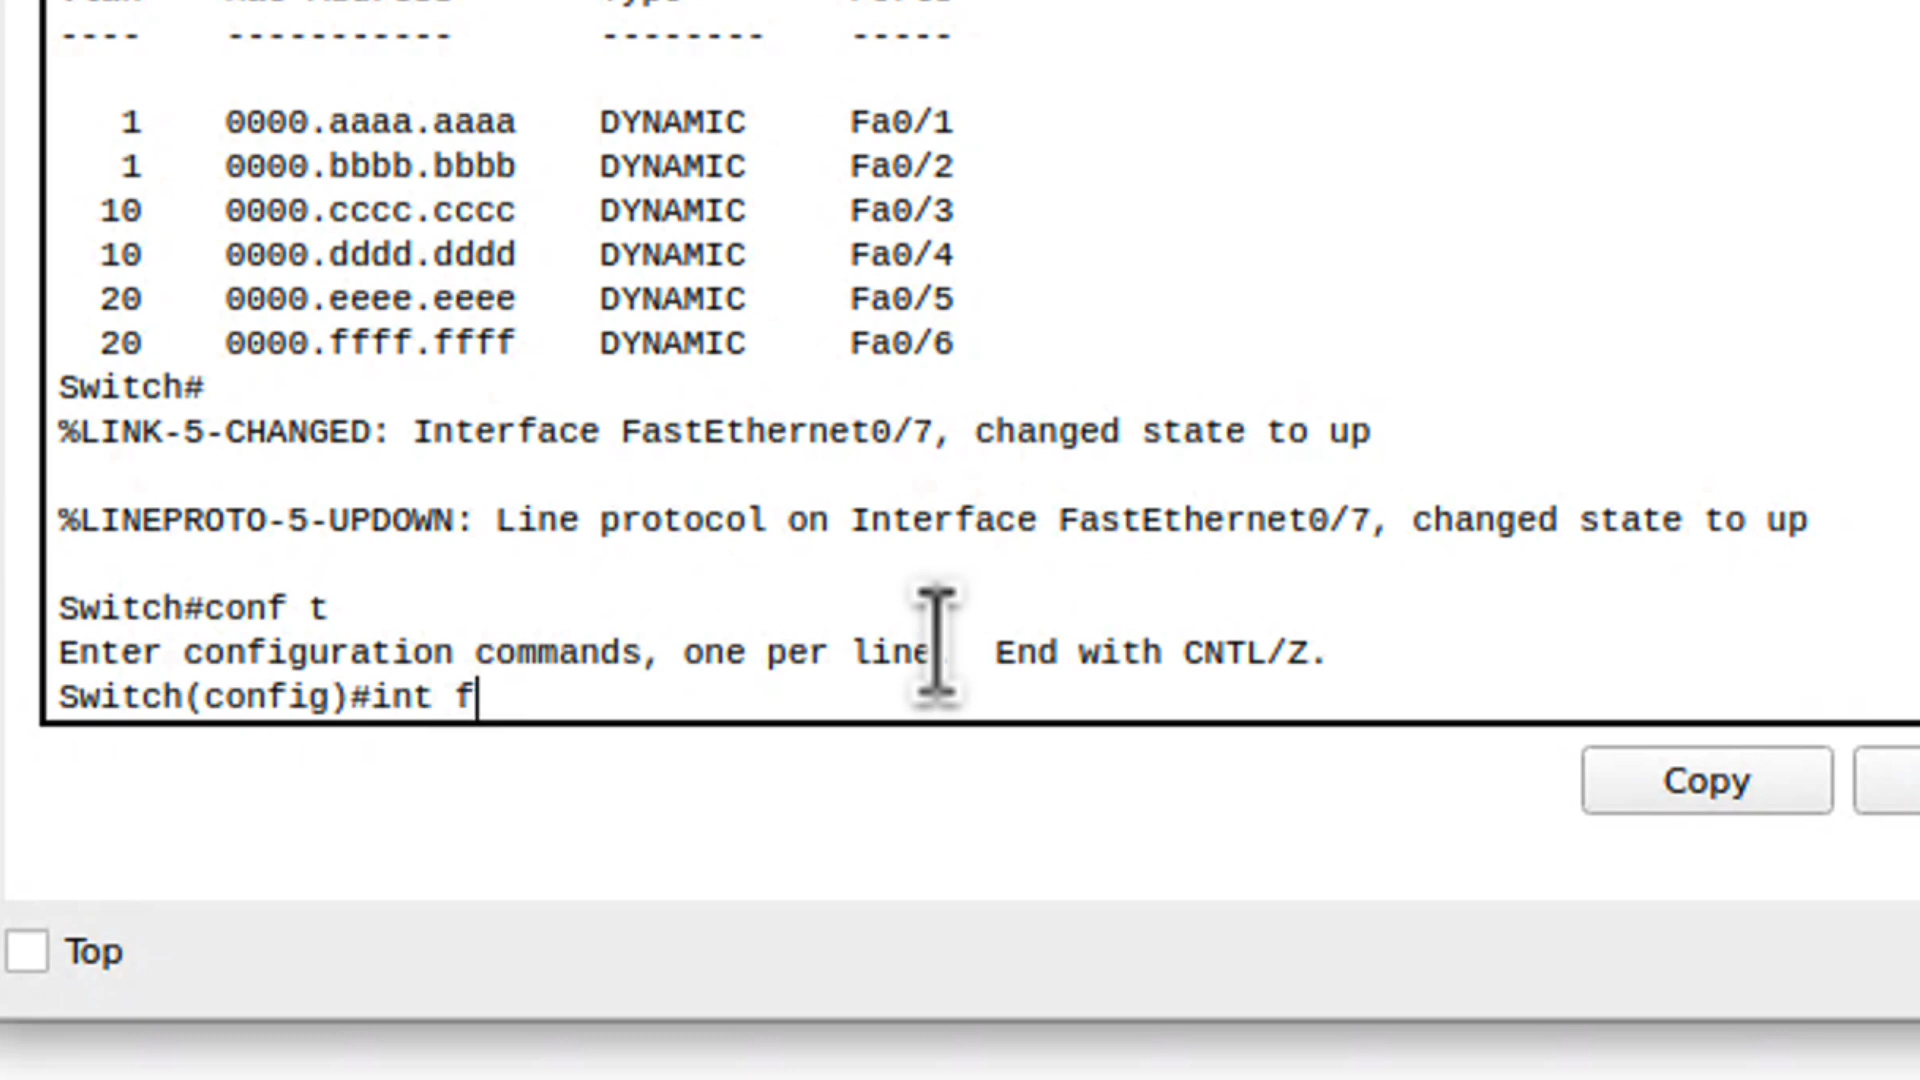 ----    -----------       --------    -----
1    0000.aaaa.aaaa    DYNAMIC     Fa0/1
1    0000.bbbb.bbbb    DYNAMIC     Fa0/2
10    0000.cccc.cccc    DYNAMIC     Fa0/3
10    0000.dddd.dddd    DYNAMIC     Fa0/4
20    0000.eeee.eeee    DYNAMIC     Fa0/5
20    0000.ffff.ffff    DYNAMIC     Fa0/6
Switch#
%LINK-5-CHANGED: Interface FastEthernet0/7, changed state to up
%LINEPROTO-5-UPDOWN: Line protocol on Interface FastEthernet0/7, changed state to up
Switch#conf t
Enter configuration commands, one per line  End with CNTL/Z.
Switch(config)#int f
Copy
Top